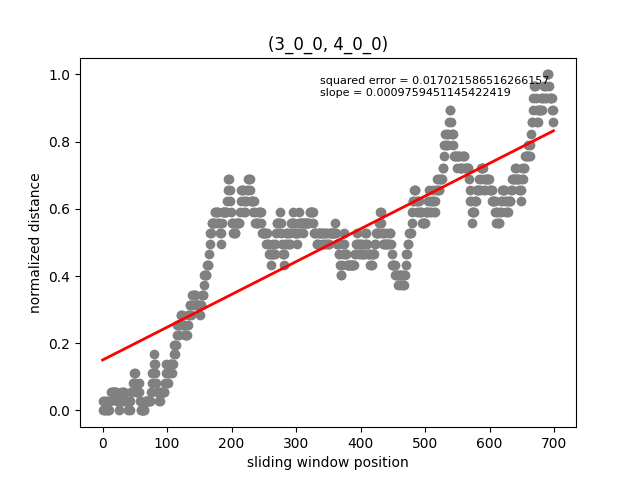 (3_0_0, 4_0_0)
squared error = 0.017021586516266157
slope = 0.0009759451145422419
1.0
0.8
0.6
0.4
0.2
0.0
normalized distance
0 100 200 300 400 500 600 700
sliding window position